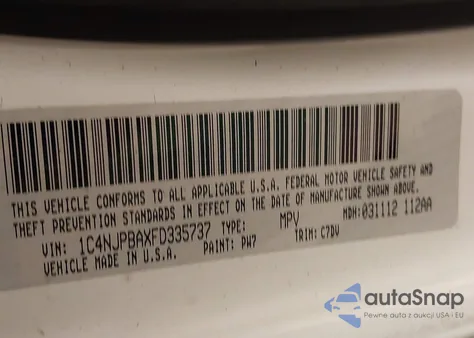 THIS VEHICLE CONFORMS TO ALL APPLICABLE U.S.A. FEDERAL MOTOR VEHICLE SAFETY AND
THEFT PREVENTION STANDARDS IN EFFECT ON THE DATE OF MANUFACTURE SHOWN ABOVE.
VIN: 1C4NJPBAXFD335737 TYPE: MPV MDH:031112 112AA
VEHICLE MADE IN U.S.A. PAINT: PW7 TRIM: C7DV
autoSnap
Pewne auta z aukcji USA i EU